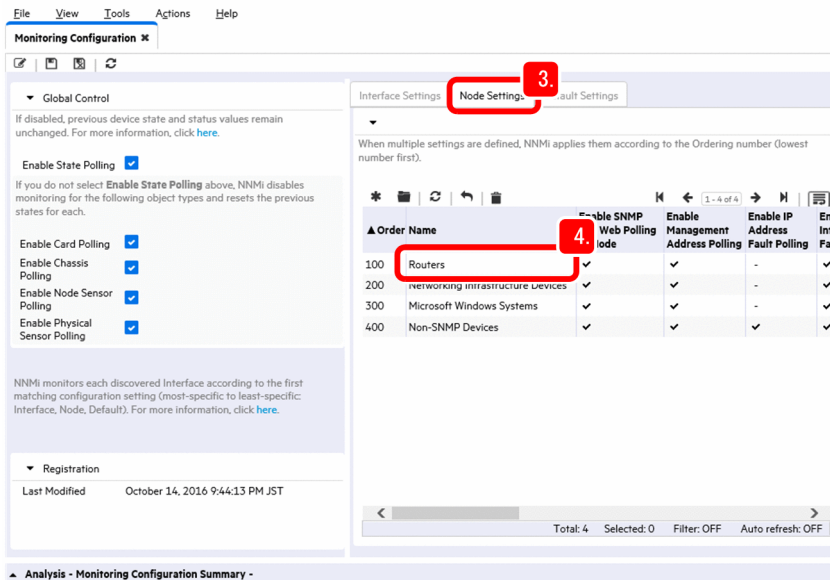 File View Tools Actions Help
Monitoring Configuration ✖
Global Control
If disabled, previous device state and status values remain
unchanged. For more information, click here.
Enable State Polling
If you do not select Enable State Polling above, NNMi disables
monitoring for the following object types and resets the previous
states for each.
Enable Card Polling
Enable Chassis
Polling
Enable Node Sensor
Polling
Enable Physical
Sensor Polling
NNMi monitors each discovered Interface according to the first
matching configuration setting (most-specific to least-specific:
Interface, Node, Default). For more information, click here.
Registration
Last Modified October 14, 2016 9:44:13 PM JST
Interface Settings Node Settings 3. ault Settings
When multiple settings are defined, NNMi applies them according to the Ordering number (lowest
number first).
1 - 4 of 4
▲Order Name
4.
Enable SNMP
Web Polling
Node
Enable
Management
Address Polling
Enable IP
Address
Fault Polling
En
Int
Fa
100 Routers ✔ ✔ - ✔
200 Networking Infrastructure Devices ✔ ✔ - ✔
300 Microsoft Windows Systems ✔ ✔ - ✔
400 Non-SNMP Devices ✔ ✔ ✔ ✔
Total: 4 Selected: 0 Filter: OFF Auto refresh: OFF
Analysis - Monitoring Configuration Summary -